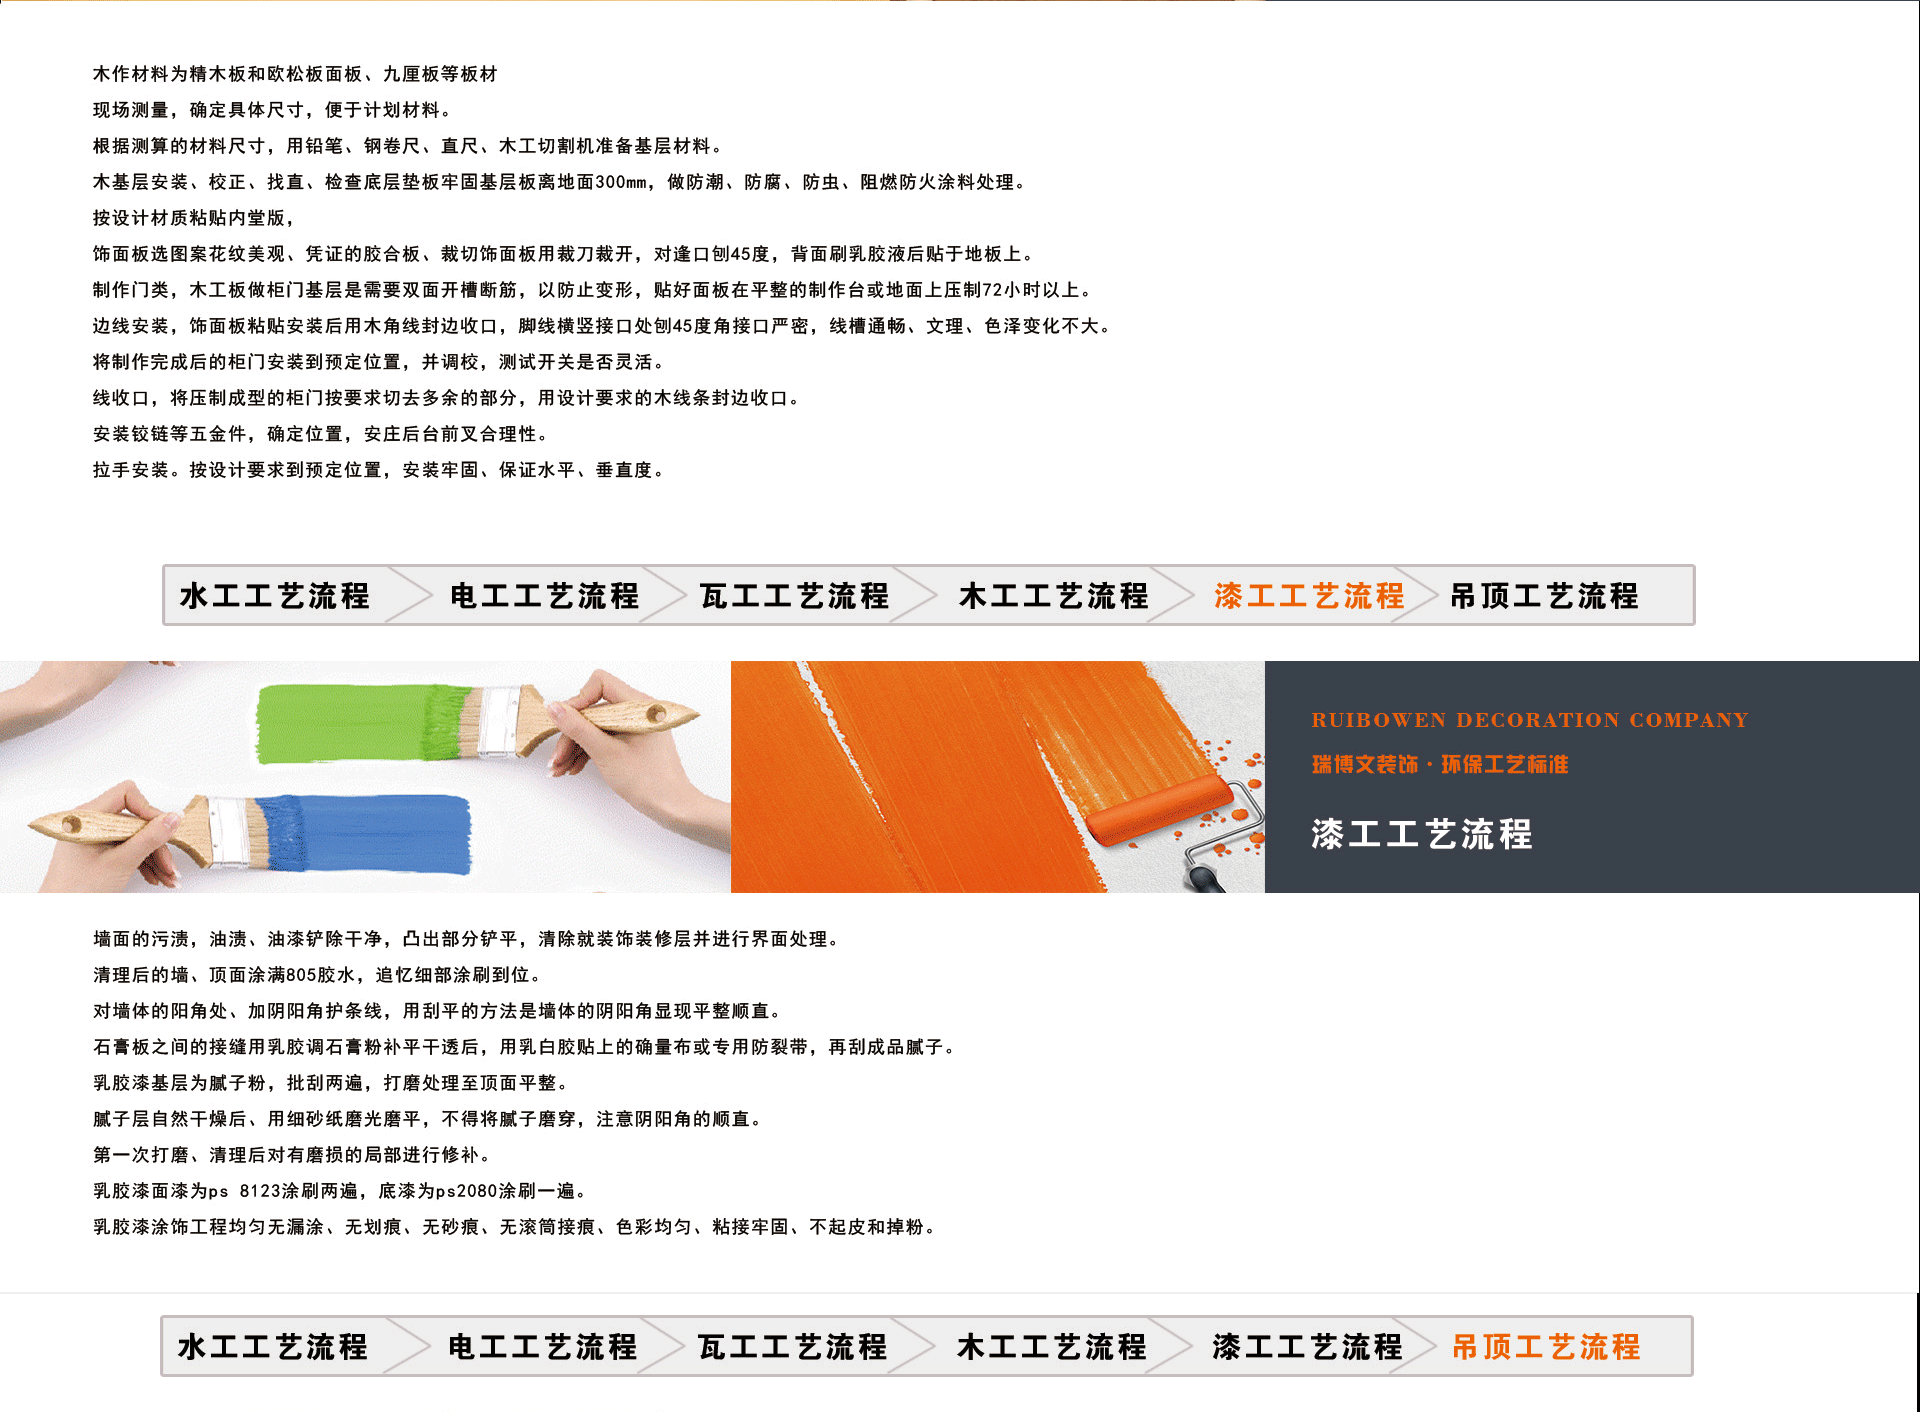 木作材料为精木板和欧松板面板、九厘板等板材
现场测量，确定具体尺寸，便于计划材料。
根据测算的材料尺寸，用铅笔、钢卷尺、直尺、木工切割机准备基层材料。
木基层安装、校正、找直、检查底层垫板牢固基层板离地面300mm，做防潮、防腐、防虫、阻燃防火涂料处理。
按设计材质粘贴内堂版，
饰面板选图案花纹美观、凭证的胶合板、裁切饰面板用裁刀裁开，对逢口刨45度，背面刷乳胶液后贴于地板上。
制作门类，木工板做柜门基层是需要双面开槽断筋，以防止变形，贴好面板在平整的制作台或地面上压制72小时以上。
边线安装，饰面板粘贴安装后用木角线封边收口，脚线横竖接口处刨45度角接口严密，线槽通畅、文理、色泽变化不大。
将制作完成后的柜门安装到预定位置，并调校，测试开关是否灵活。
线收口，将压制成型的柜门按要求切去多余的部分，用设计要求的木线条封边收口。
安装铰链等五金件，确定位置，安庄后台前叉合理性。
拉手安装。按设计要求到预定位置，安装牢固、保证水平、垂直度。
水工工艺流程 电工工艺流程 瓦工工艺流程 木工工艺流程 漆工工艺流程 吊顶工艺流程
RUIBOWEN DECORATION COMPANY
瑞博文装饰·环保工艺标准
漆工工艺流程
墙面的污渍，油渍、油漆铲除干净，凸出部分铲平，清除就装饰装修层并进行界面处理。
清理后的墙、顶面涂满805胶水，追忆细部涂刷到位。
对墙体的阳角处、加阴阳角护条线，用刮平的方法是墙体的阴阳角显现平整顺直。
石膏板之间的接缝用乳胶调石膏粉补平干透后，用乳白胶贴上的确量布或专用防裂带，再刮成品腻子。
乳胶漆基层为腻子粉，批刮两遍，打磨处理至顶面平整。
腻子层自然干燥后、用细砂纸磨光磨平，不得将腻子磨穿，注意阴阳角的顺直。
第一次打磨、清理后对有磨损的局部进行修补。
乳胶漆面漆为ps 8123涂刷两遍，底漆为ps2080涂刷一遍。
乳胶漆涂饰工程均匀无漏涂、无划痕、无砂痕、无滚筒接痕、色彩均匀、粘接牢固、不起皮和掉粉。
水工工艺流程 电工工艺流程 瓦工工艺流程 木工工艺流程 漆工工艺流程 吊顶工艺流程